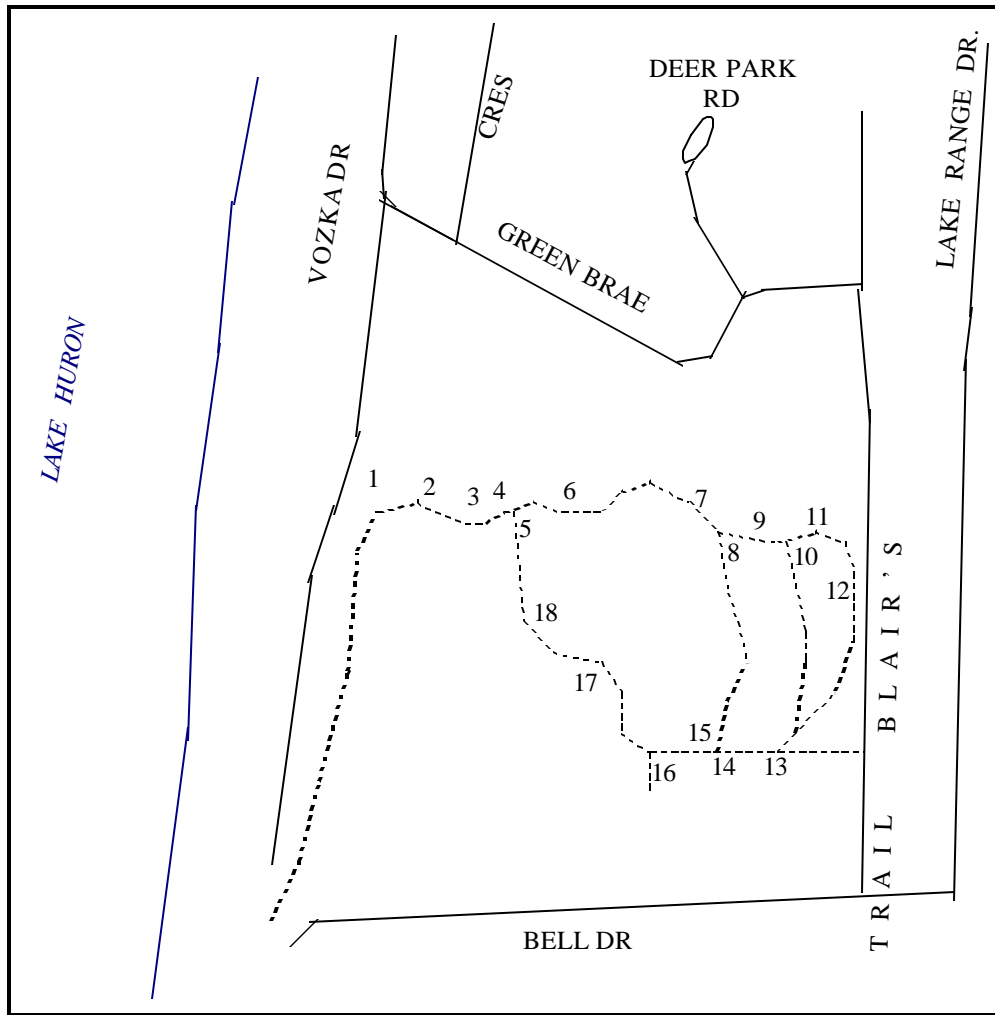 DEER PARK
RD
LAKE RANGE DR.
CRES
VOZKA DR
GREEN BRAE
LAKE HURON
1
2
3
4
5
6
7
8
9
10
11
12
18
17
15
16
14
13
TRAIL BLAIR'S
BELL DR